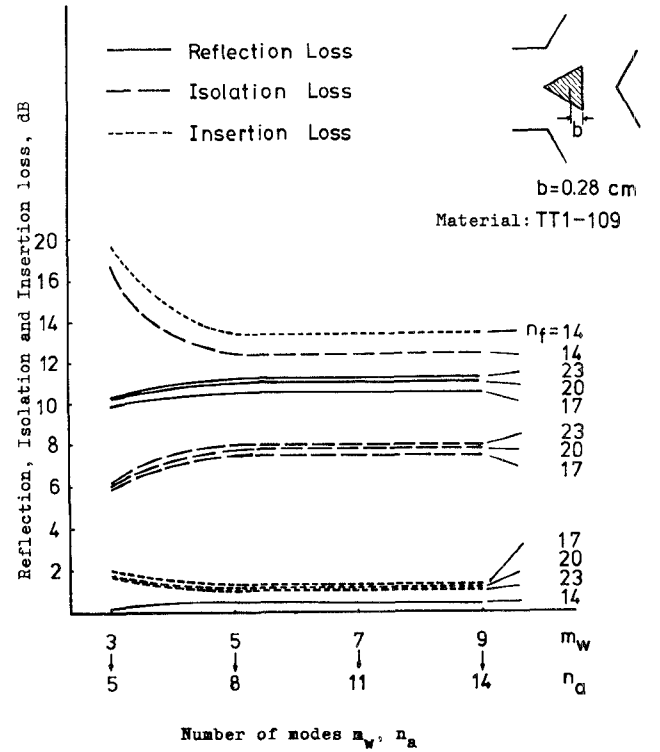 Reflection Loss
Isolation Loss
Insertion Loss
b
b=0.28 cm
Material: TT1-109
Reflection, Isolation and Insertion loss, dB
20
16
14
12
10
8
6
4
2
n_f=14
14
23
20
17
23
20
17
17
20
23
14
3 5 7 9 m_w
5 8 11 14 n_a
Number of modes m_w, n_a